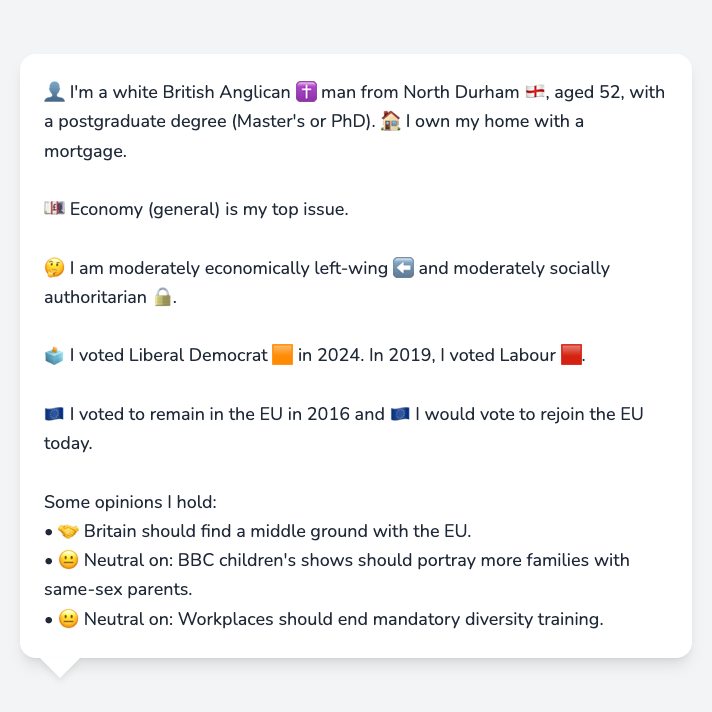 👤 I'm a white British Anglican ✝️ man from North Durham 🏴󠁧󠁢󠁥󠁮󠁧󠁿, aged 52, with
a postgraduate degree (Master's or PhD). 🏠 I own my home with a
mortgage.
💷 Economy (general) is my top issue.
🤔 I am moderately economically left-wing ⬅️ and moderately socially
authoritarian 🔒.
🗳️ I voted Liberal Democrat 🟧 in 2024. In 2019, I voted Labour 🟥.
🇪🇺 I voted to remain in the EU in 2016 and 🇪🇺 I would vote to rejoin the EU
today.
Some opinions I hold:
• 🤝 Britain should find a middle ground with the EU.
• 😐 Neutral on: BBC children's shows should portray more families with
same-sex parents.
• 😐 Neutral on: Workplaces should end mandatory diversity training.